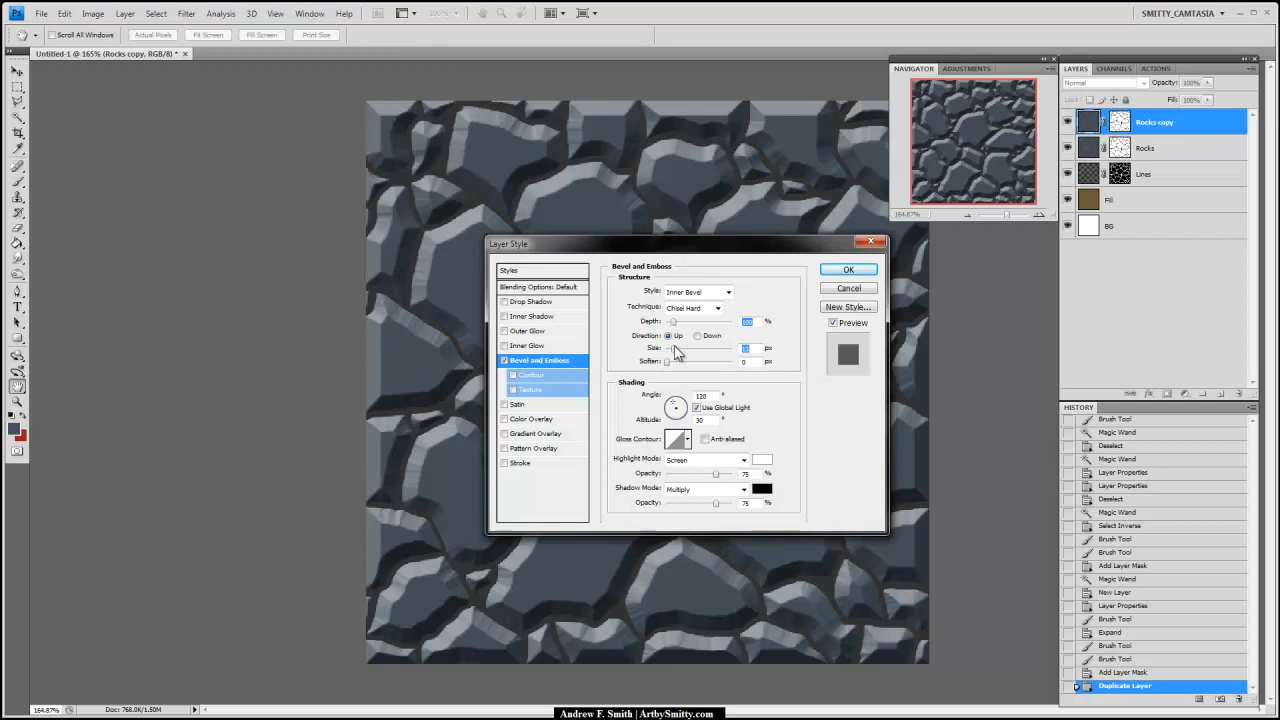 Ps File Edit Image Layer Select Filter Analysis 3D View Window Help 100% SMITTY_CAMTASIA
Scroll All Windows Actual Pixels Fit Screen Fill Screen Print Size
Untitled-1 @ 165% (Rocks copy, RGB/8) *
NAVIGATOR ADJUSTMENTS
164.87%
LAYERS CHANNELS ACTIONS
Normal Opacity: 100%
Lock: Fill: 100%
Rocks copy
Rocks
Lines
Fill
BG
Layer Style
Styles
Blending Options: Default
Drop Shadow
Inner Shadow
Outer Glow
Inner Glow
Bevel and Emboss
Contour
Texture
Satin
Color Overlay
Gradient Overlay
Pattern Overlay
Stroke
Bevel and Emboss
Structure
Style: Inner Bevel
Technique: Chisel Hard
Depth: 100 %
Direction: Up Down
Size: px
Soften: 0 px
Shading
Angle: 120 °
Use Global Light
Altitude: 30 °
Gloss Contour: Anti-aliased
Highlight Mode: Screen
Opacity: 75 %
Shadow Mode: Multiply
Opacity: 75 %
OK
Cancel
New Style...
Preview
HISTORY
Brush Tool
Magic Wand
Deselect
Magic Wand
Layer Properties
Layer Properties
Deselect
Magic Wand
Select Inverse
Brush Tool
Brush Tool
Add Layer Mask
Magic Wand
New Layer
Layer Properties
Brush Tool
Expand
Brush Tool
Add Layer Mask
Duplicate Layer
164.87% Doc: 768.0K/1.50M
Andrew F. Smith | ArtbySmitty.com